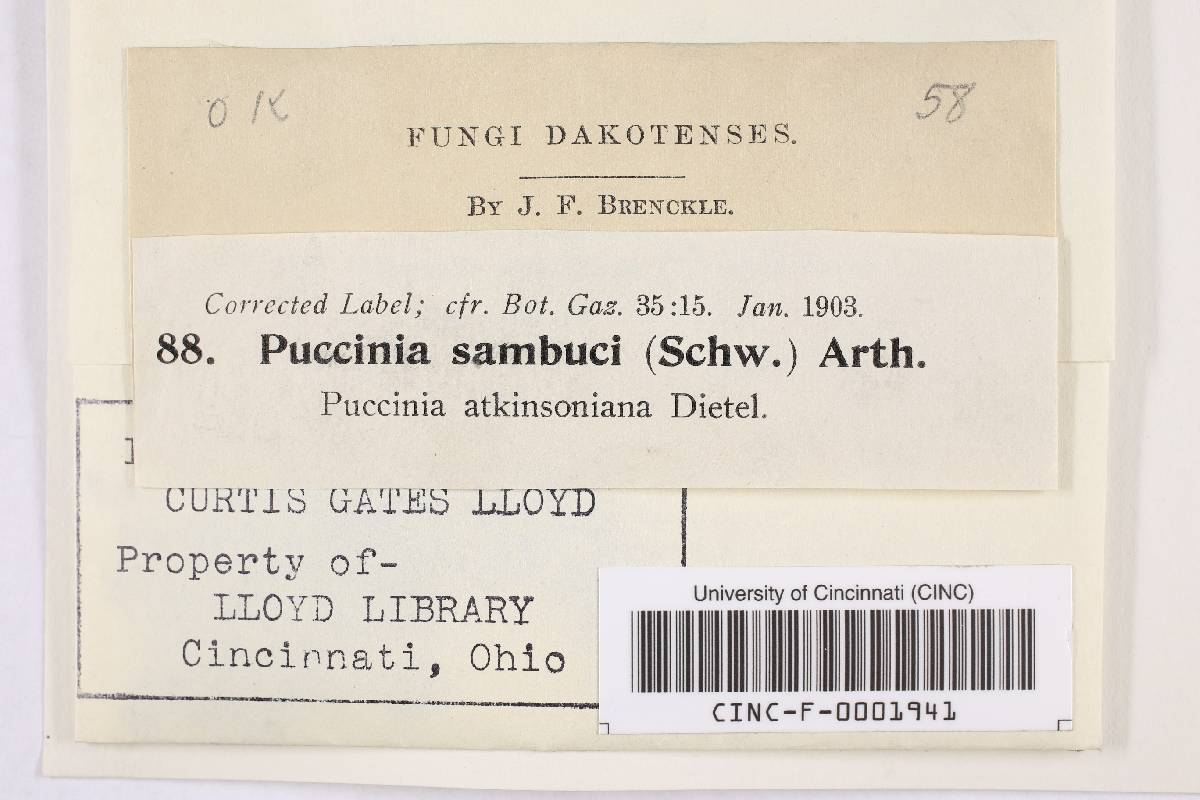 OK 58
FUNGI DAKOTENSES.
BY J. F. BRENCKLE.
Corrected Label; cfr. Bot. Gaz. 35:15. Jan. 1903.
88. Puccinia sambuci (Schw.) Arth.
Puccinia atkinsoniana Dietel.
CURTIS GATES LLOYD
Property of-
LLOYD LIBRARY
Cincinnati, Ohio
University of Cincinnati (CINC)
CINC-F-0001941